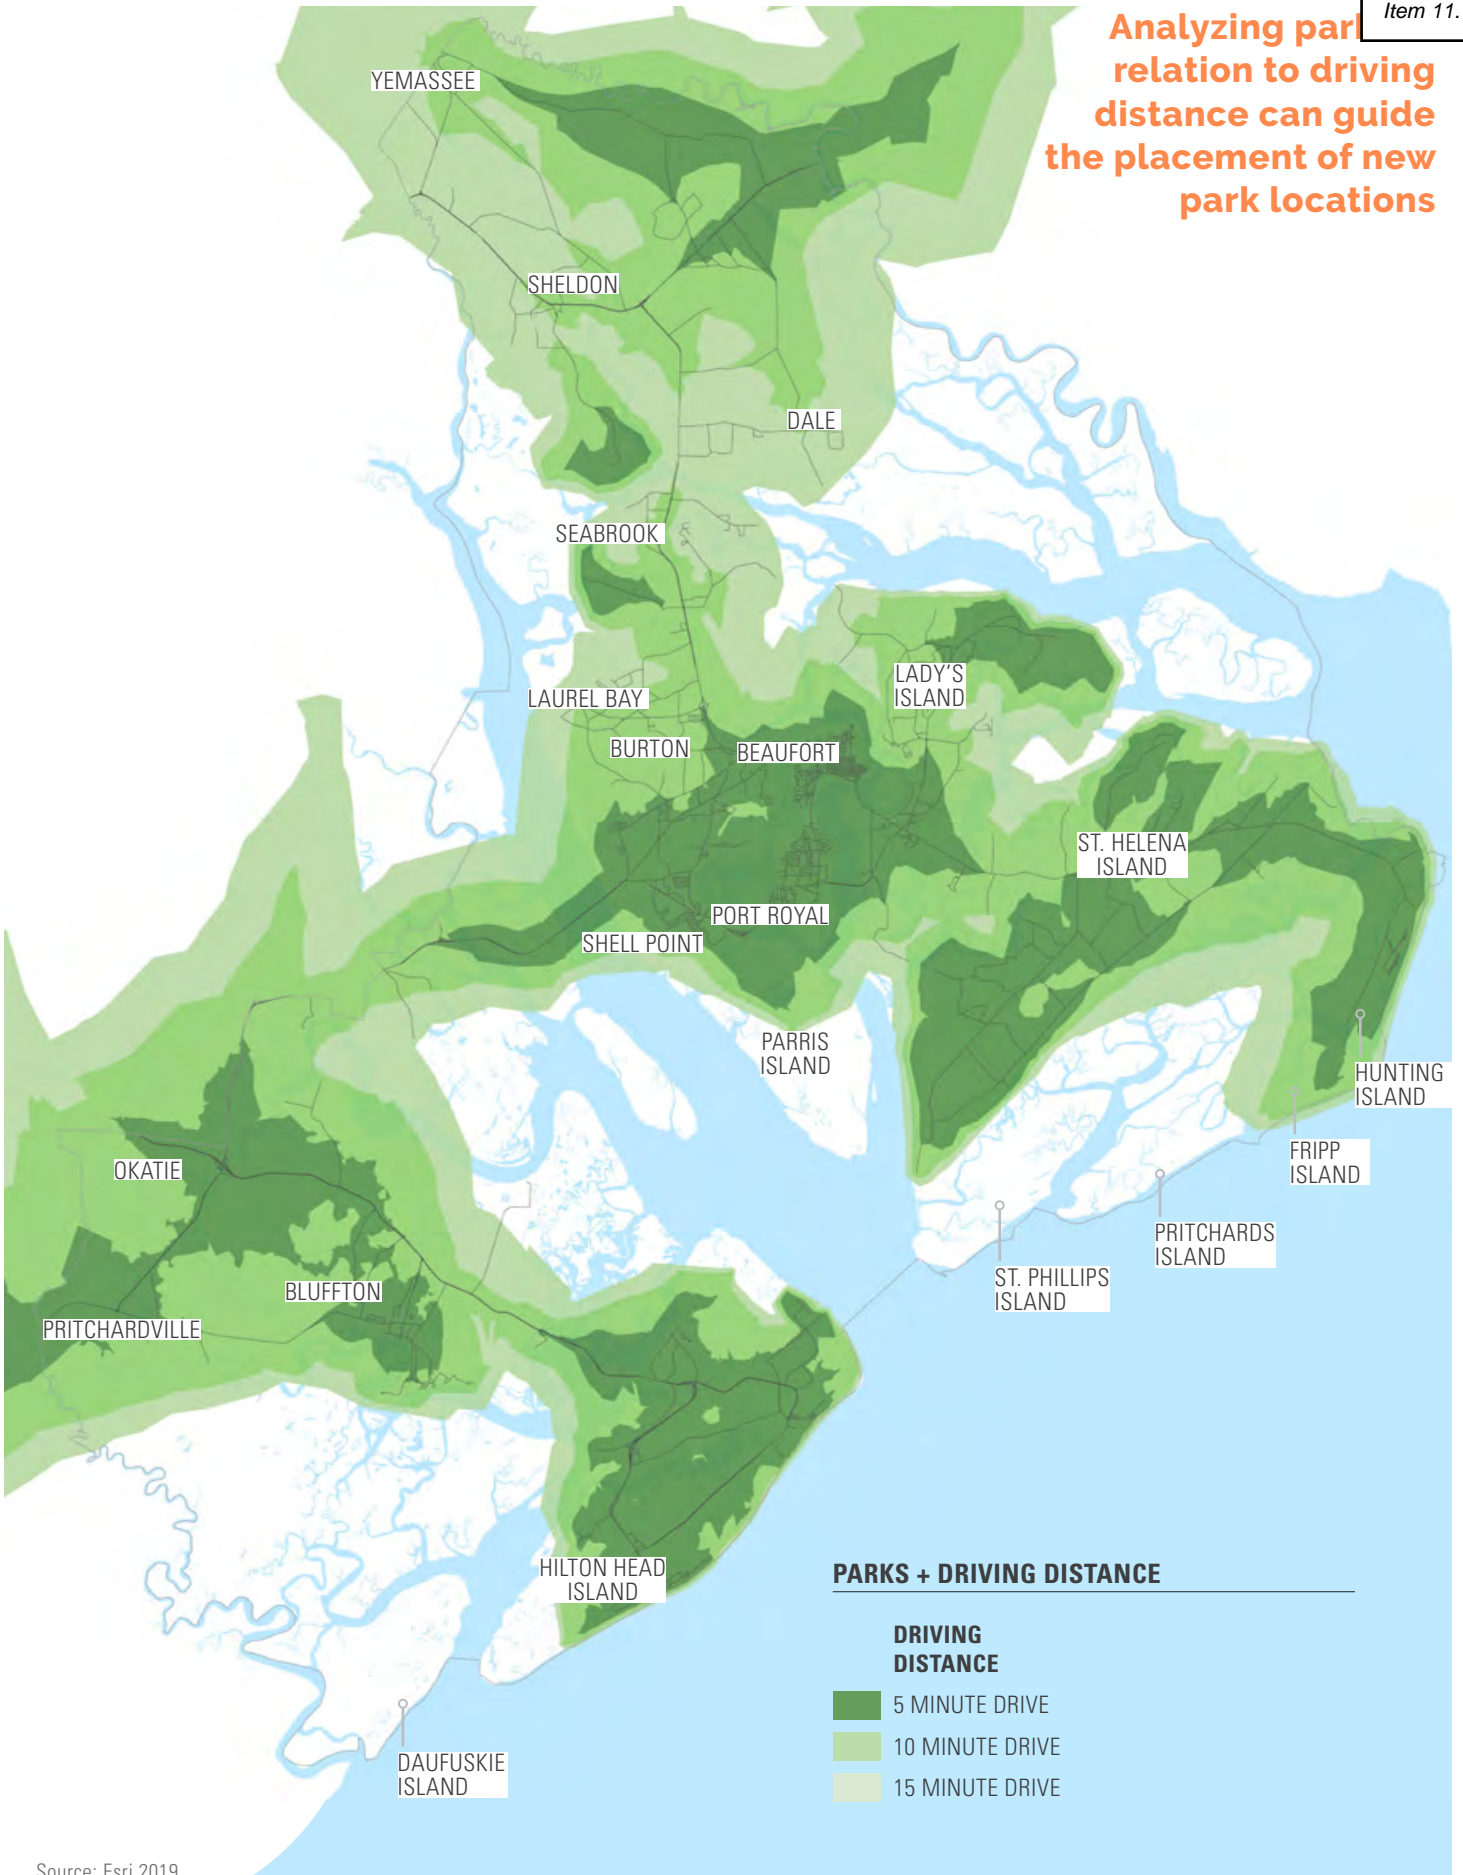 Item 11.
Analyzing
relation to driving
distance can guide
the placement of new
park locations
YEMASSEE
SHELDON
DALE
SEABROOK
LADY'S
ISLAND
LAUREL BAY
BURTON
BEAUFORT
ST. HELENA
ISLAND
PORT ROYAL
SHELL POINT
PARRIS
ISLAND
HUNTING
ISLAND
FRIPP
ISLAND
OKATIE
PRITCHARDS
ISLAND
ST. PHILLIPS
ISLAND
BLUFFTON
PRITCHARDVILLE
HILTON HEAD
ISLAND
DAUFUSKIE
ISLAND
PARKS + DRIVING DISTANCE
DRIVING
DISTANCE
5 MINUTE DRIVE
10 MINUTE DRIVE
15 MINUTE DRIVE
Source: Esri 2019